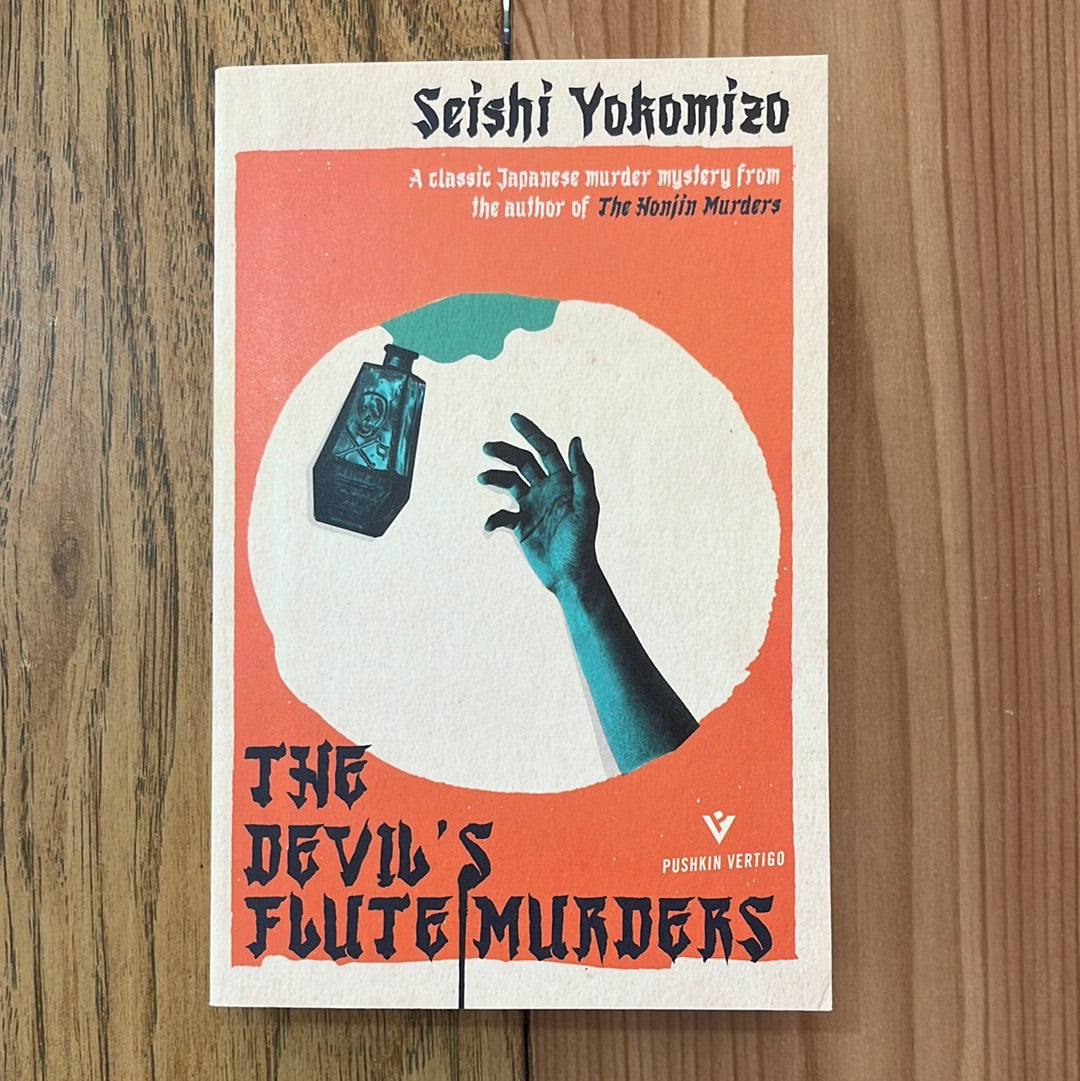 Seishi Yokomizo
A classic Japanese murder mystery from
the author of The Honjin Murders
THE
DEVIL'S
FLUTE MURDERS
PUSHKIN VERTIGO